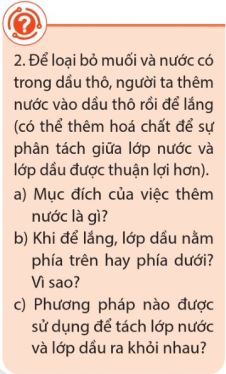 2. Để loại bỏ muối và nước có
trong dầu thô, người ta thêm
nước vào dầu thô rồi để lắng
(có thể thêm hoá chất để sự
phân tách giữa lớp nước và
lớp dầu được thuận lợi hơn).
a) Mục đích của việc thêm
nước là gì?
b) Khi để lắng, lớp dầu nằm
phía trên hay phía dưới?
Vì sao?
c) Phương pháp nào được
sử dụng để tách lớp nước
và lớp dầu ra khỏi nhau?